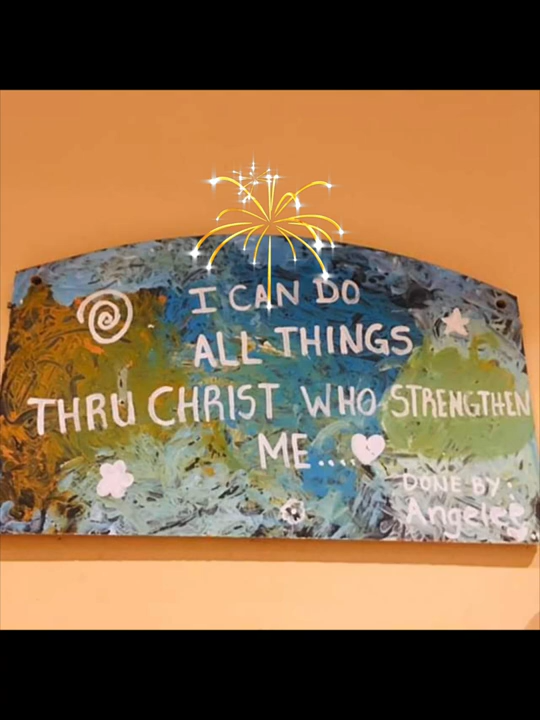 I CAN DO
ALL THINGS
THRU CHRIST WHO STRENGTHEN
ME....
DONE BY:
Angeles